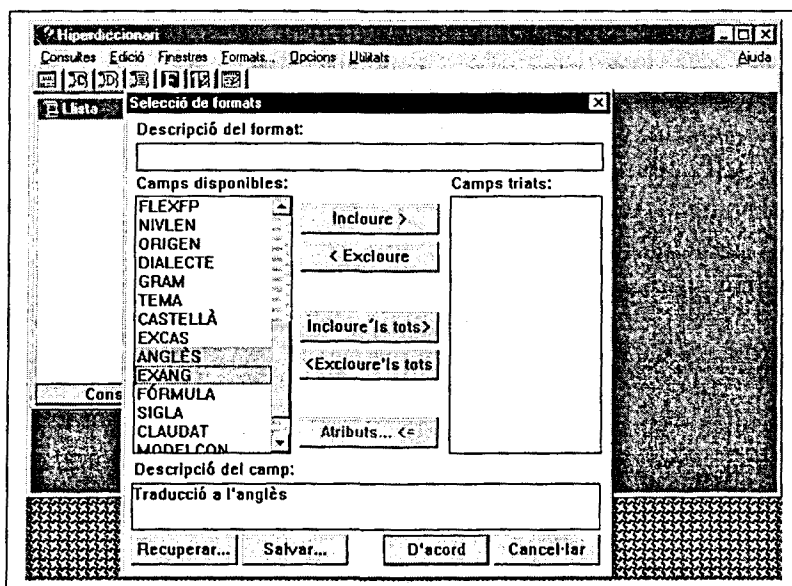 Hiperdiccionari
Consultes Edició Finestres Formats... Opcions Utilitats Ajuda
Llista
Selecció de formats
Descripció del format:
Camps disponibles:
Camps triats:
FLEXFP
NIVLEN
ORIGEN
DIALECTE
GRAM
TEMA
CASTELLÀ
EXCAS
ANGLÈS
EXANG
FÓRMULA
SIGLA
CLAUDAT
MODELCON
Incloure >
< Excloure
Incloure'ls tots>
<Excloure'ls tots
Atributs... <=
Cons
Descripció del camp:
Traducció a l'anglès
Recuperar... Salvar... D'acord Cancel·lar